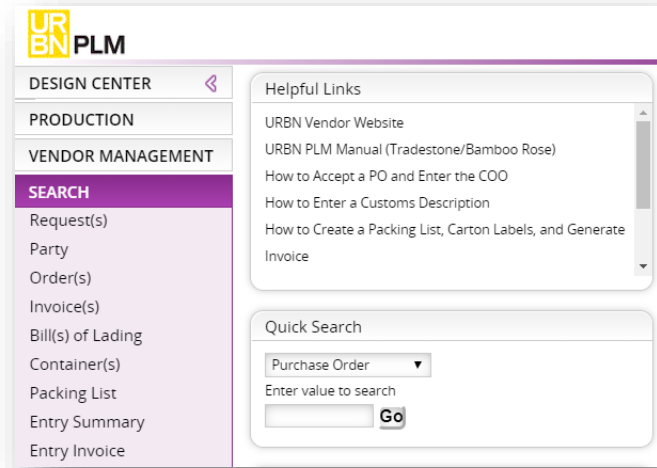 URBN PLM
DESIGN CENTER
PRODUCTION
VENDOR MANAGEMENT
SEARCH
Request(s)
Party
Order(s)
Invoice(s)
Bill(s) of Lading
Container(s)
Packing List
Entry Summary
Entry Invoice
Helpful Links
URBN Vendor Website
URBN PLM Manual (Tradestone/Bamboo Rose)
How to Accept a PO and Enter the COO
How to Enter a Customs Description
How to Create a Packing List, Carton Labels, and Generate
Invoice
Quick Search
Purchase Order
Enter value to search
Go